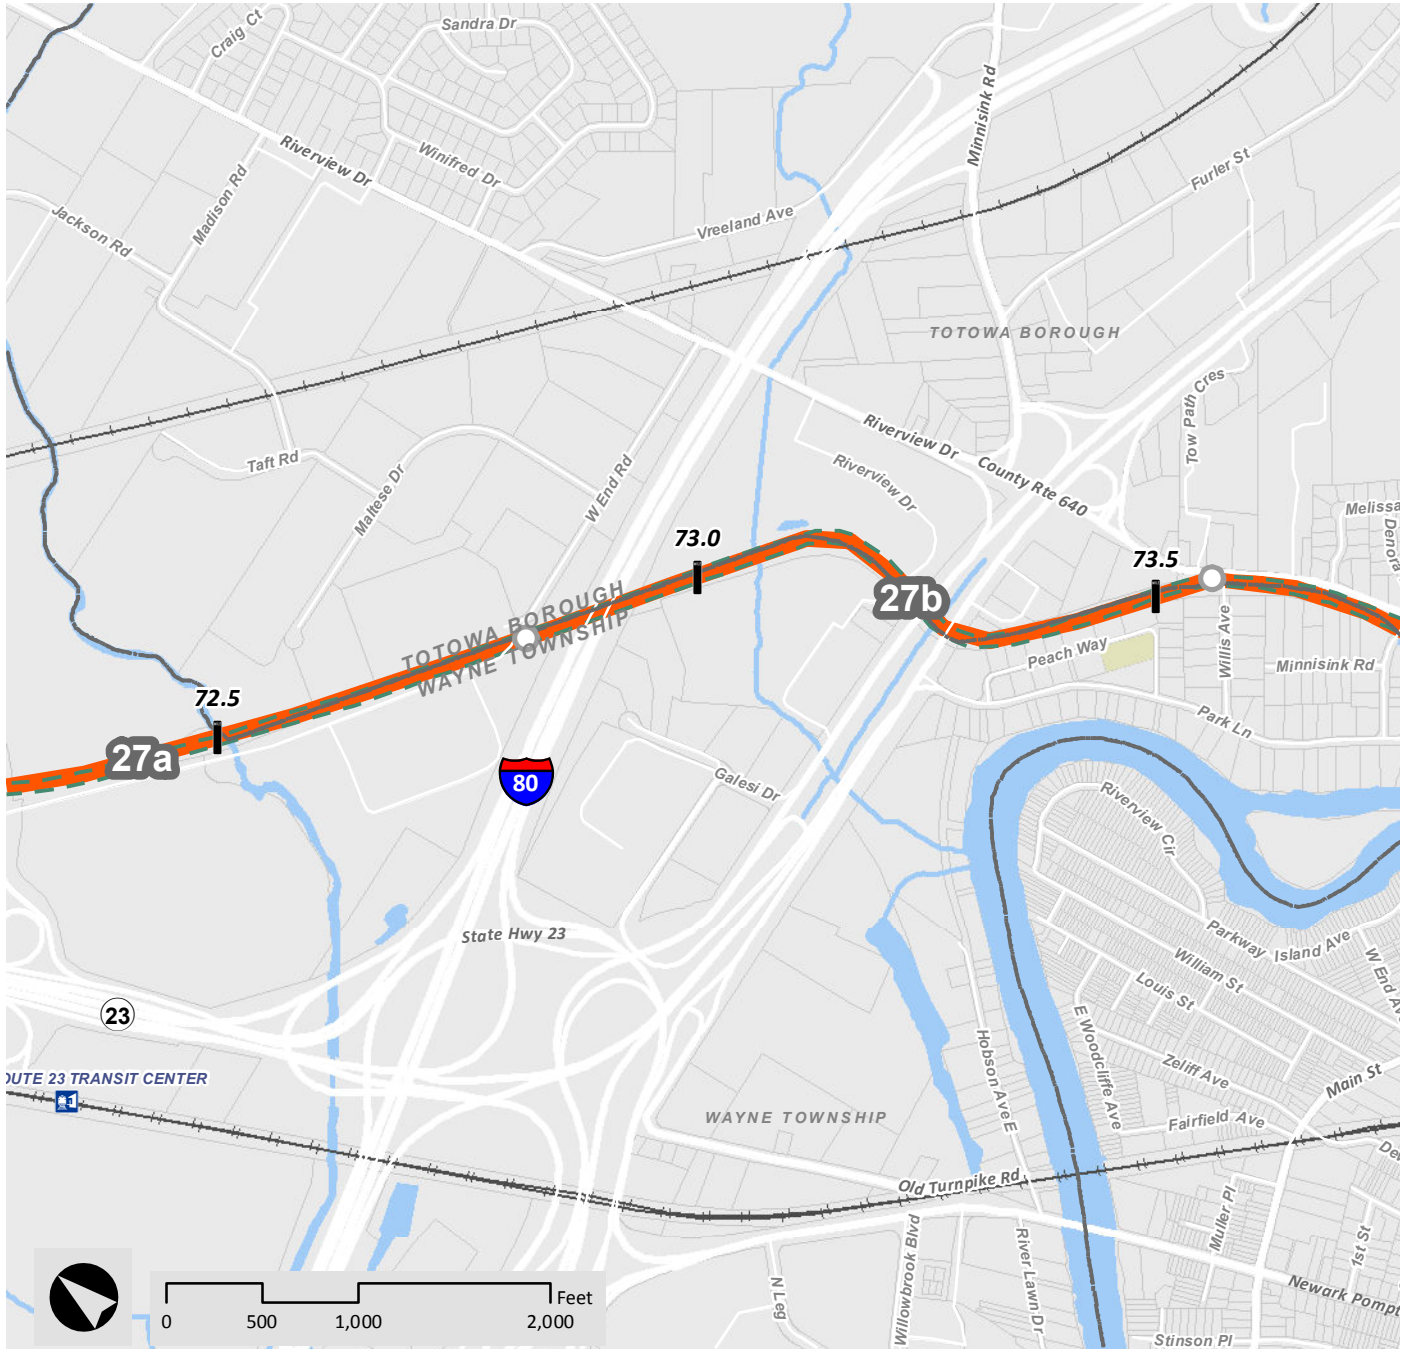 Craig Ct
Sandra Dr
Minnisink Rd
Riverview Dr
Winifred Dr
Madison Rd
Furler St
Jackson Rd
Vreeland Ave
TOTOWA BOROUGH
Tow Path Cres
Riverview Dr
County Rte 640
Taft Rd
Maltese Dr
W End Rd
Riverview Dr
Melissa
Denora
73.0
73.5
27b
TOTOWA BOROUGH
WAYNE TOWNSHIP
Peach Way
Willis Ave
Minnisink Rd
72.5
27a
Park Ln
80
Galesi Dr
Riverview Cir
State Hwy 23
Parkway
Island Ave
William St
W End Av
Louis St
23
E Woodcliffe Ave
Hobson Ave E
Zeliff Ave
Main St
OUTE 23 TRANSIT CENTER
WAYNE TOWNSHIP
Fairfield Ave
De
Old Turnpike Rd
Muller Pl
1st St
Willowbrook Blvd
River Lawn Dr
N Leg
Newark Pompt
Stinson Pl
Feet
0 500 1,000 2,000